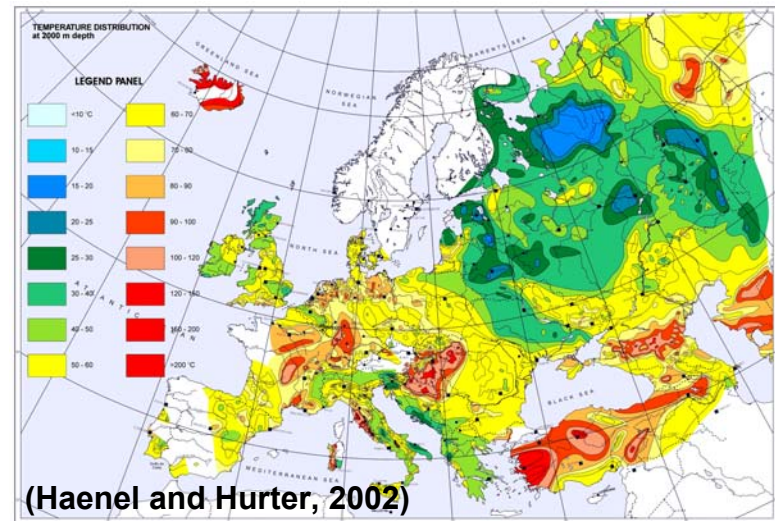 TEMPERATURE DISTRIBUTION
at 2000 m depth
LEGEND PANEL
<10 °C
10 - 15
15 - 20
20 - 25
25 - 30
30 - 40
40 - 50
50 - 60
60 - 70
70 - 80
80 - 90
90 - 100
100 - 120
120 - 150
150 - 200
>200 °C
GREENLAND SEA
NORWEGIAN
SEA
BARENTS SEA
NORTH SEA
ATLANTIC OCEAN
BLACK SEA
MEDITERRANEAN SEA
(Haenel and Hurter, 2002)